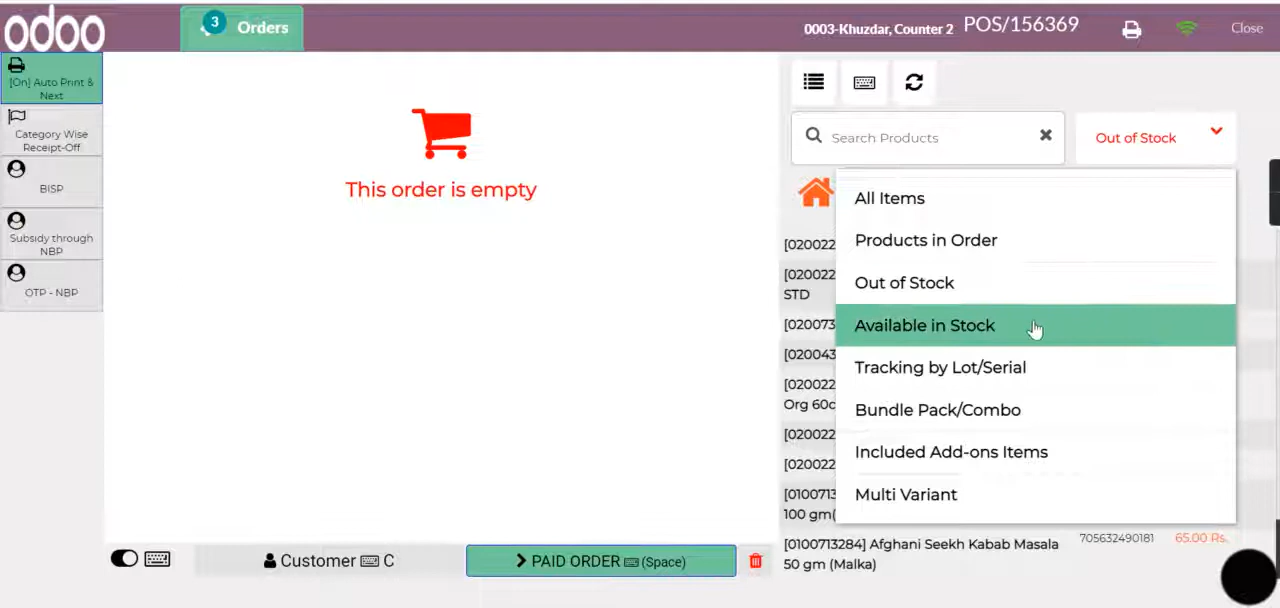 odoo
3
Orders
0003-Khuzdar, Counter 2
POS/156369
Close
[On] Auto Print &
Next
Category Wise
Receipt-Off
BISP
Subsidy through
NBP
OTP - NBP
This order is empty
Search Products
Out of Stock
All Items
Products in Order
Out of Stock
Available in Stock
Tracking by Lot/Serial
Bundle Pack/Combo
Included Add-ons Items
Multi Variant
[020022
[020022
STD
[020073
[020043
[020022
Org 60c
[020022
[020022
[0100713
100 gm(
[0100713284] Afghani Seekh Kabab Masala
50 gm (Malka)
705632490181
65.00 Rs.
Customer C
PAID ORDER (Space)